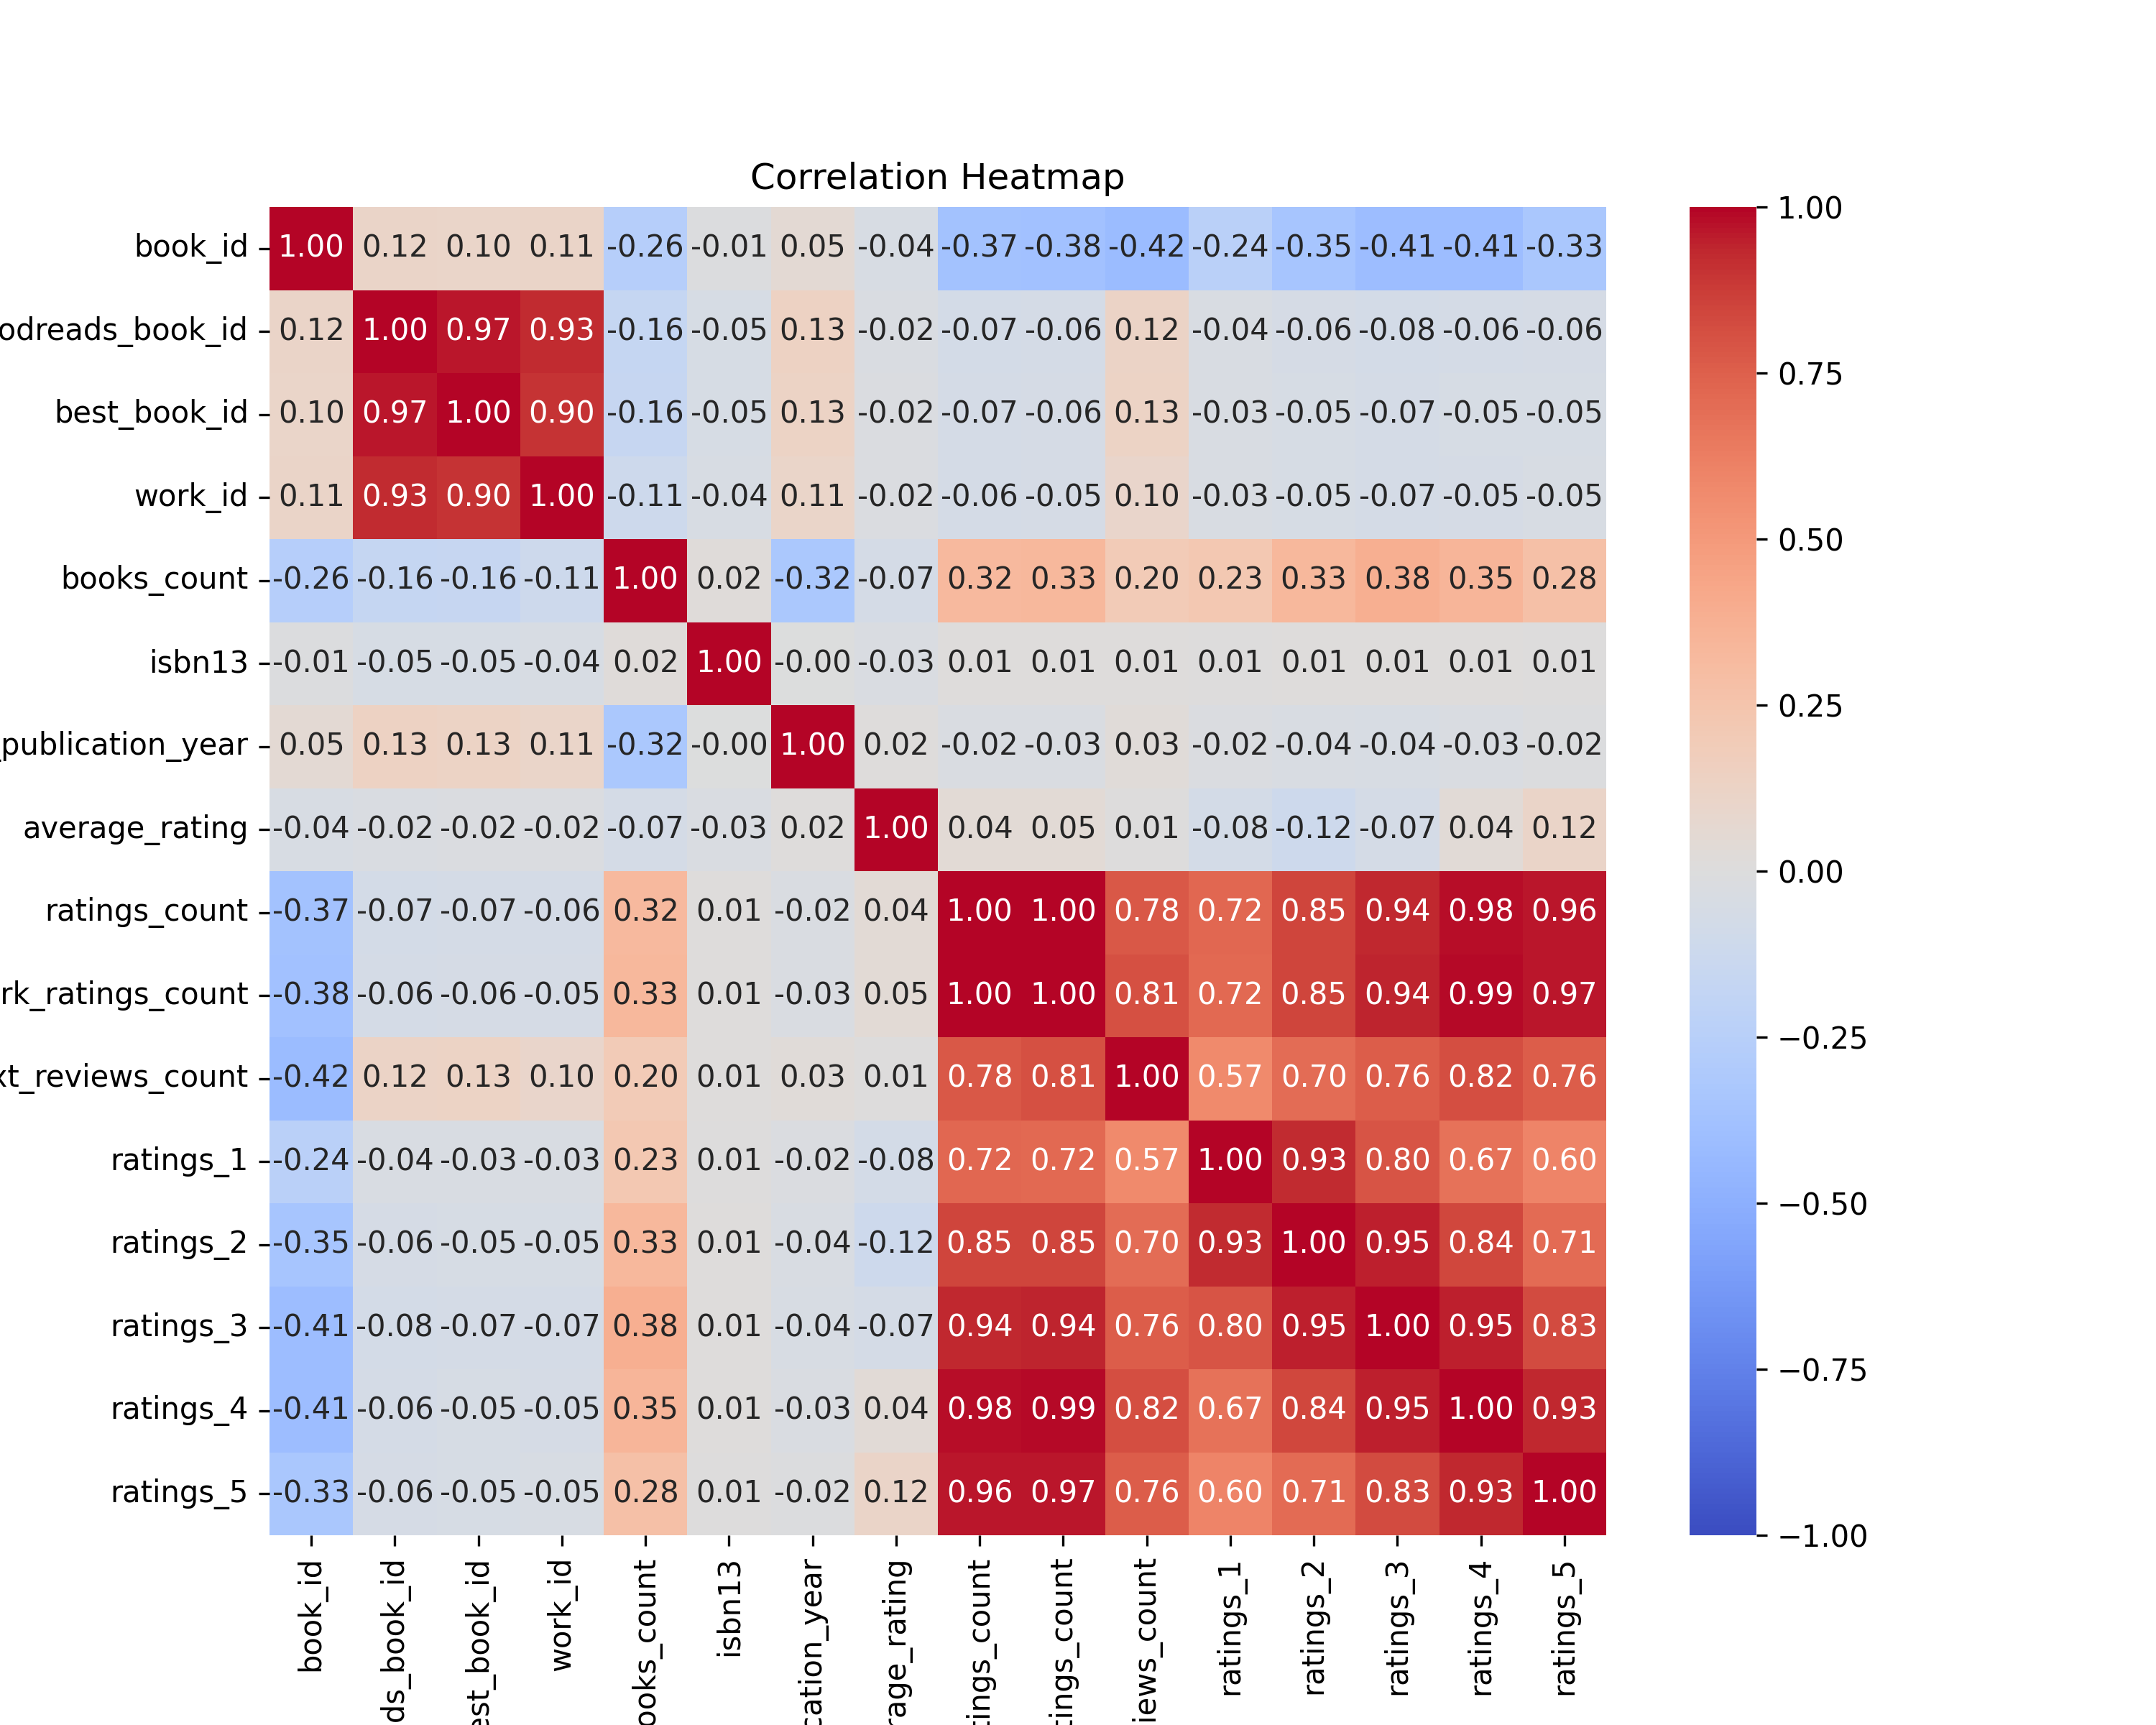 Correlation Heatmap
book_id 1.00 0.12 0.10 0.11 -0.26 -0.01 0.05 -0.04 -0.37 -0.38 -0.42 -0.24 -0.35 -0.41 -0.41 -0.33
odreads_book_id 0.12 1.00 0.97 0.93 -0.16 -0.05 0.13 -0.02 -0.07 -0.06 0.12 -0.04 -0.06 -0.08 -0.06 -0.06
best_book_id 0.10 0.97 1.00 0.90 -0.16 -0.05 0.13 -0.02 -0.07 -0.06 0.13 -0.03 -0.05 -0.07 -0.05 -0.05
work_id 0.11 0.93 0.90 1.00 -0.11 -0.04 0.11 -0.02 -0.06 -0.05 0.10 -0.03 -0.05 -0.07 -0.05 -0.05
books_count -0.26 -0.16 -0.16 -0.11 1.00 0.02 -0.32 -0.07 0.32 0.33 0.20 0.23 0.33 0.38 0.35 0.28
isbn13 -0.01 -0.05 -0.05 -0.04 0.02 1.00 -0.00 -0.03 0.01 0.01 0.01 0.01 0.01 0.01 0.01 0.01
_publication_year 0.05 0.13 0.13 0.11 -0.32 -0.00 1.00 0.02 -0.02 -0.03 0.03 -0.02 -0.04 -0.04 -0.03 -0.02
average_rating -0.04 -0.02 -0.02 -0.02 -0.07 -0.03 0.02 1.00 0.04 0.05 0.01 -0.08 -0.12 -0.07 0.04 0.12
ratings_count -0.37 -0.07 -0.07 -0.06 0.32 0.01 -0.02 0.04 1.00 1.00 0.78 0.72 0.85 0.94 0.98 0.96
rk_ratings_count -0.38 -0.06 -0.06 -0.05 0.33 0.01 -0.03 0.05 1.00 1.00 0.81 0.72 0.85 0.94 0.99 0.97
xt_reviews_count -0.42 0.12 0.13 0.10 0.20 0.01 0.03 0.01 0.78 0.81 1.00 0.57 0.70 0.76 0.82 0.76
ratings_1 -0.24 -0.04 -0.03 -0.03 0.23 0.01 -0.02 -0.08 0.72 0.72 0.57 1.00 0.93 0.80 0.67 0.60
ratings_2 -0.35 -0.06 -0.05 -0.05 0.33 0.01 -0.04 -0.12 0.85 0.85 0.70 0.93 1.00 0.95 0.84 0.71
ratings_3 -0.41 -0.08 -0.07 -0.07 0.38 0.01 -0.04 -0.07 0.94 0.94 0.76 0.80 0.95 1.00 0.95 0.83
ratings_4 -0.41 -0.06 -0.05 -0.05 0.35 0.01 -0.03 0.04 0.98 0.99 0.82 0.67 0.84 0.95 1.00 0.93
ratings_5 -0.33 -0.06 -0.05 -0.05 0.28 0.01 -0.02 0.12 0.96 0.97 0.76 0.60 0.71 0.83 0.93 1.00
book_id
ds_book_id
est_book_id
work_id
ooks_count
isbn13
cation_year
rage_rating
tings_count
tings_count
iews_count
ratings_1
ratings_2
ratings_3
ratings_4
ratings_5
1.00
0.75
0.50
0.25
0.00
−0.25
−0.50
−0.75
−1.00